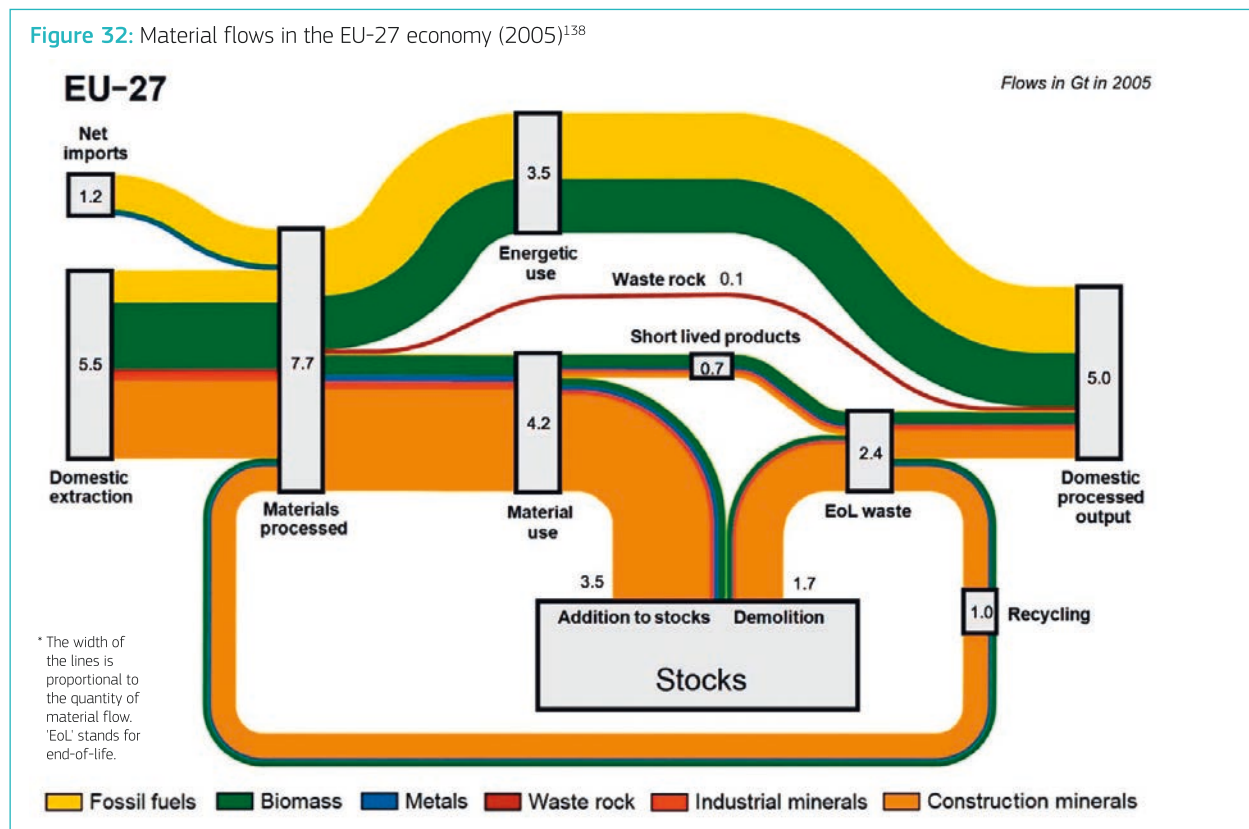 Figure 32: Material flows in the EU-27 economy (2005)138
EU-27
Flows in Gt in 2005
Net
imports
1.2
3.5
Energetic
use
Waste rock 0.1
Short lived products
0.7
5.5
Domestic
extraction
7.7
Materials
processed
4.2
Material
use
2.4
EoL waste
5.0
Domestic
processed
output
3.5
1.7
Addition to stocks
Demolition
Stocks
1.0
Recycling
* The width of
the lines is
proportional to
the quantity of
material flow.
'EoL' stands for
end-of-life.
Fossil fuels
Biomass
Metals
Waste rock
Industrial minerals
Construction minerals